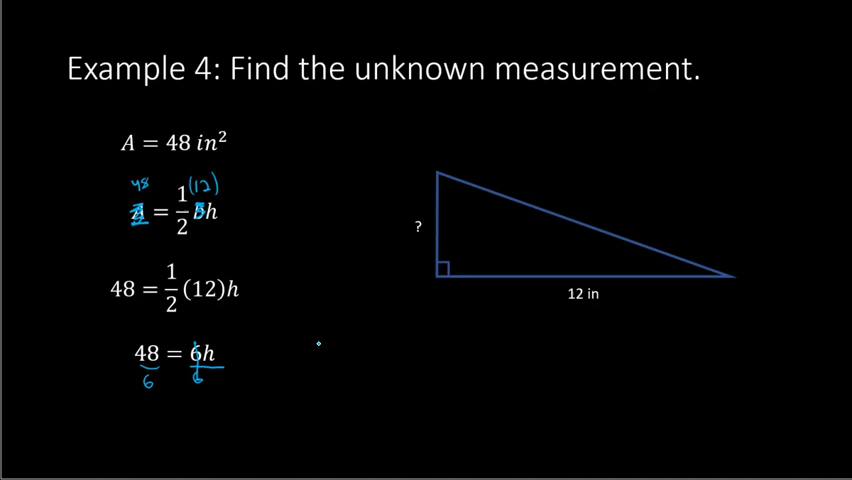 Example 4: Find the unknown measurement.
A = 48 in²
48 (12)
A = 1/2 bh
?
48 = 1/2 (12)h
12 in
48 = 6h
6 6